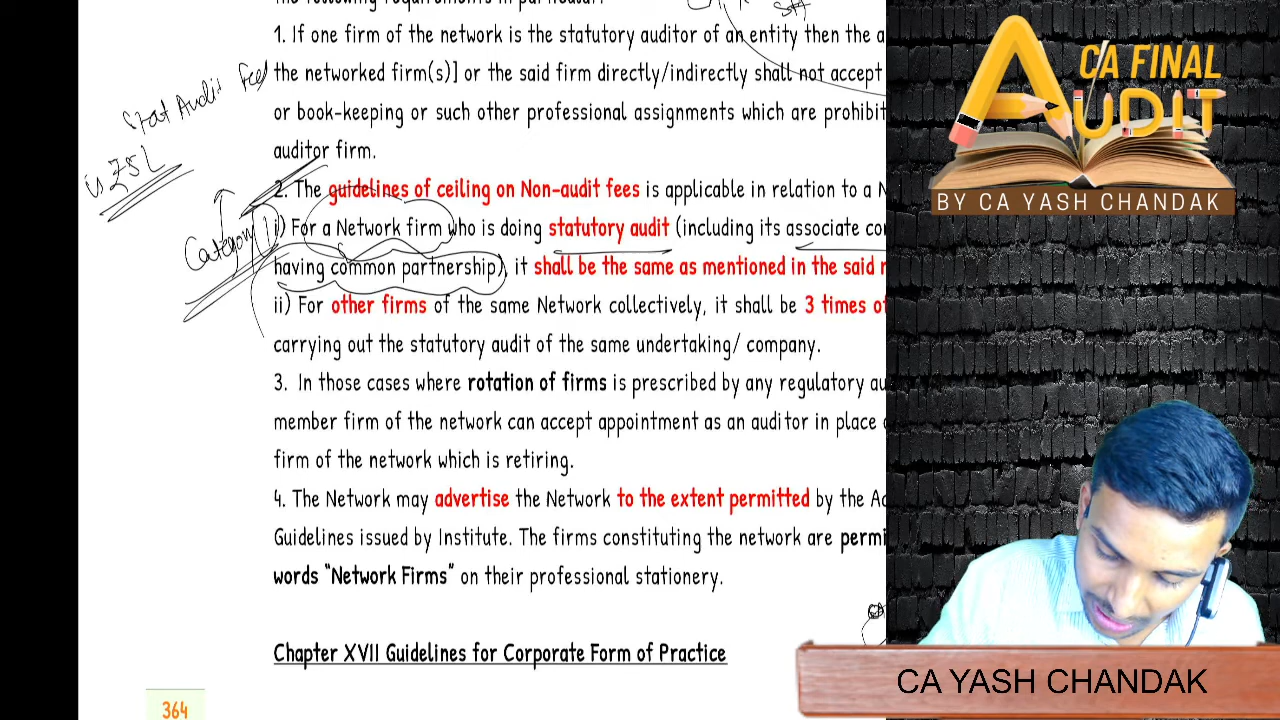 the following requirements in particular:
1. If one firm of the network is the statutory auditor of an entity then the a
the networked firm(s)] or the said firm directly/indirectly shall not accept
or book-keeping or such other professional assignments which are prohibit
auditor firm.
2. The guidelines of ceiling on Non-audit fees is applicable in relation to a N
i) For a Network firm who is doing statutory audit (including its associate con
having common partnership), it shall be the same as mentioned in the said n
ii) For other firms of the same Network collectively, it shall be 3 times of
carrying out the statutory audit of the same undertaking/ company.
3. In those cases where rotation of firms is prescribed by any regulatory au
member firm of the network can accept appointment as an auditor in place o
firm of the network which is retiring.
4. The Network may advertise the Network to the extent permitted by the Ac
Guidelines issued by Institute. The firms constituting the network are permi
words “Network Firms” on their professional stationery.
Chapter XVII Guidelines for Corporate Form of Practice
364
Stat Audit Fee
is ₹5L
Category
CA FINAL
AUDIT
BY CA YASH CHANDAK
CA YASH CHANDAK